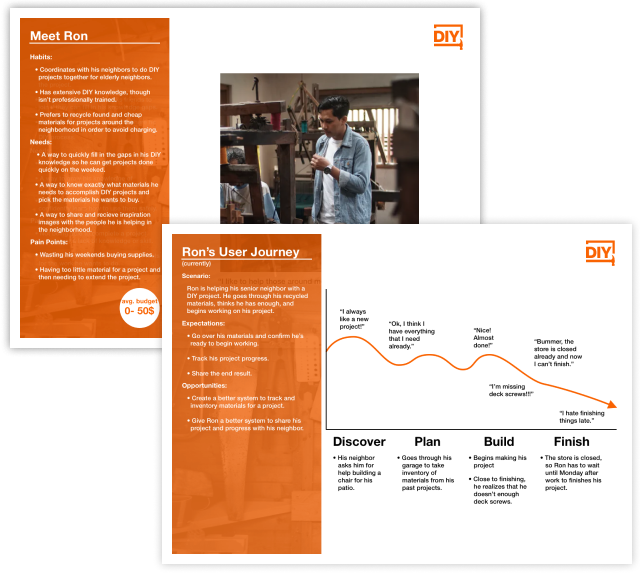 Meet Ron
DIY
Habits:
• Coordinates with his neighbors to do DIY
projects together for elderly neighbors.
• Has extensive DIY knowledge, though
isn't professionally trained.
• Prefers to recycle found and cheap
materials for projects around the
neighborhood in order to avoid charging.
Needs:
• A way to quickly fill in the gaps in his DIY
knowledge so he can get projects done
quickly on the weeked.
• A way to know exactly what materials he
needs to accomplish DIY projects and
pick the materials he wants to buy.
• A way to share and recieve inspiration
images with the people he is helping in
the neighborhood.
Pain Points:
• Wasting his weekends buying supplies.
• Having too little material for a project and
then needing to extend the project.
avg. budget
0- 50$
Ron's User Journey
(currently)
DIY
Scenario:
Ron is helping his senior neighbor with a
DIY project. He goes through his recycled
materials, thinks he has enough, and
begins working on his project.
Expectations:
• Go over his materials and confirm he's
ready to begin working.
• Track his project progress.
• Share the end result.
Opportunities:
• Create a better system to track and
inventory materials for a project.
• Give Ron a better system to share his
project and progress with his neighbor.
"I always
like a new
project!"
"Ok, I think I
have everything
that I need
already."
"Nice!
Almost
done!"
"I'm missing
deck screws!!!"
"Bummer, the
store is closed
already and now
I can't finish."
"I hate finishing
things late."
Discover
• His neighbor
asks him for
help building a
chair for his
patio.
Plan
• Goes through his
garage to take
inventory of
materials from his
past projects.
Build
• Begins making his
project
• Close to finishing,
he realizes that he
doesn't enough
deck screws.
Finish
• The store is closed,
so Ron has to wait
until Monday after
work to finishes his
project.